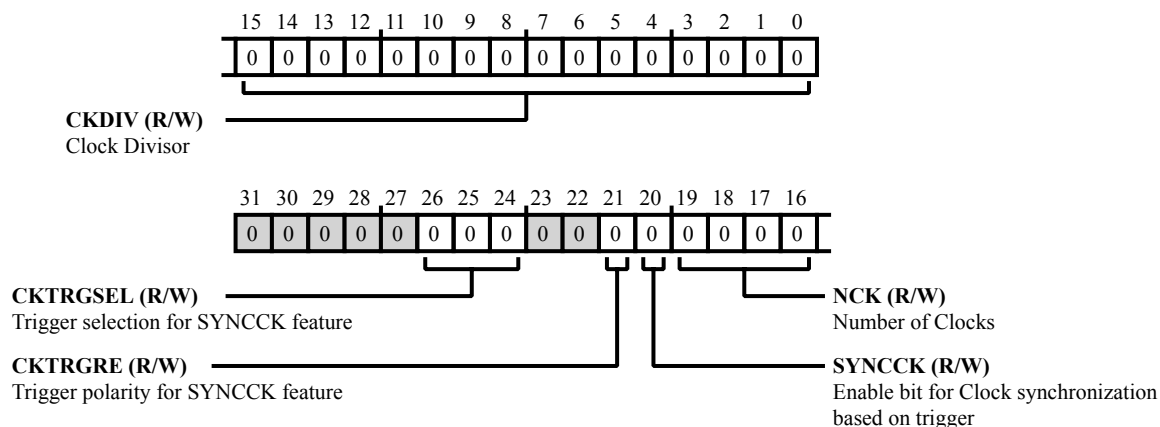 15 14 13 12 11 10 9 8 7 6 5 4 3 2 1 0
0 0 0 0 0 0 0 0 0 0 0 0 0 0 0 0
CKDIV (R/W)
Clock Divisor
31 30 29 28 27 26 25 24 23 22 21 20 19 18 17 16
0 0 0 0 0 0 0 0 0 0 0 0 0 0 0 0
CKTRGSEL (R/W)
Trigger selection for SYNCCK feature
NCK (R/W)
Number of Clocks
CKTRGRE (R/W)
Trigger polarity for SYNCCK feature
SYNCCK (R/W)
Enable bit for Clock synchronization
based on trigger